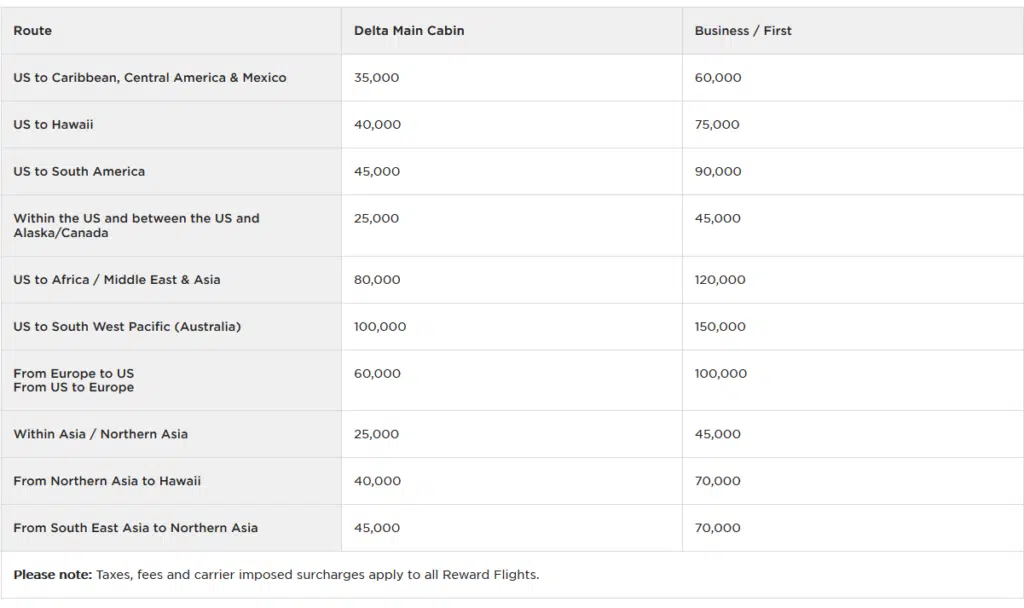 Route Delta Main Cabin Business / First
US to Caribbean, Central America & Mexico 35,000 60,000
US to Hawaii 40,000 75,000
US to South America 45,000 90,000
Within the US and between the US and 25,000 45,000
Alaska/Canada
US to Africa / Middle East & Asia 80,000 120,000
US to South West Pacific (Australia) 100,000 150,000
From Europe to US 60,000 100,000
From US to Europe
Within Asia / Northern Asia 25,000 45,000
From Northern Asia to Hawaii 40,000 70,000
From South East Asia to Northern Asia 45,000 70,000
Please note: Taxes, fees and carrier imposed surcharges apply to all Reward Flights.